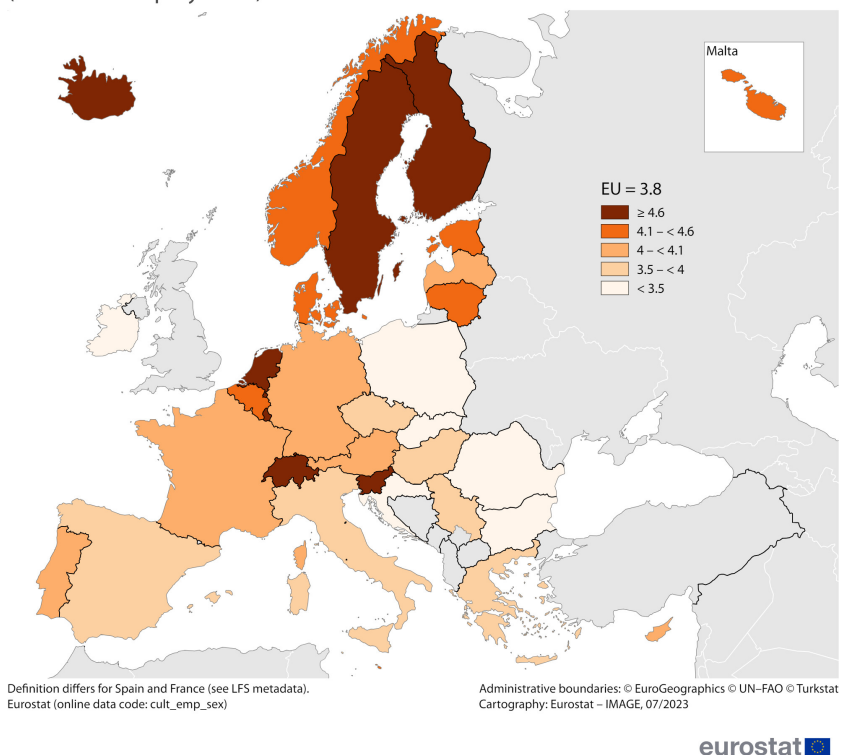 Malta
EU = 3.8
≥ 4.6
4.1 – < 4.6
4 – < 4.1
3.5 – < 4
< 3.5
Definition differs for Spain and France (see LFS metadata).
Eurostat (online data code: cult_emp_sex)
Administrative boundaries: © EuroGeographics © UN–FAO © Turkstat
Cartography: Eurostat – IMAGE, 07/2023
eurostat